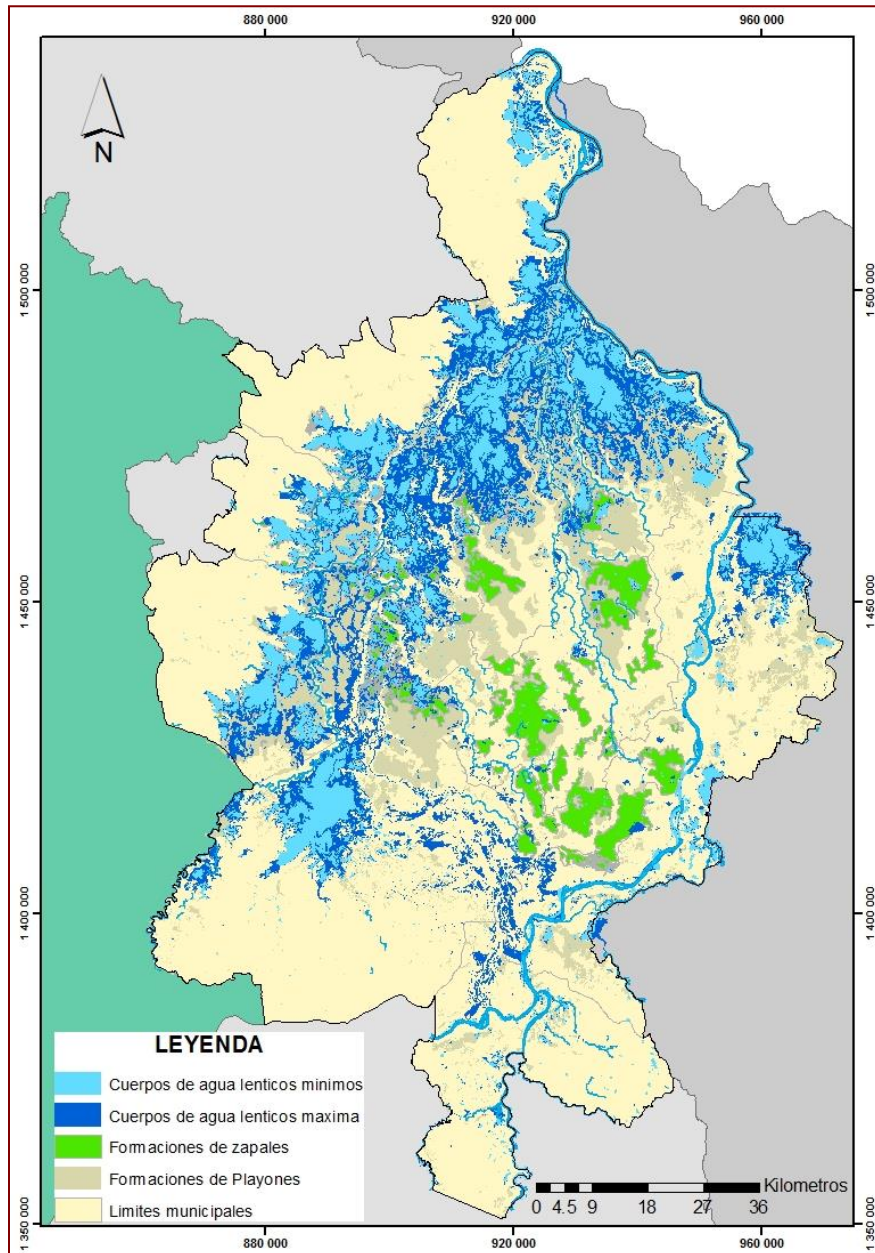 880 000 920 000 960 000
N
1 500 000 1 500 000
1 450 000 1 450 000
1 400 000 1 400 000
LEYENDA
Cuerpos de agua lenticos minimos
Cuerpos de agua lenticos maxima
Formaciones de zapales
Formaciones de Playones
Limites municipales
Kilometros
0 4.5 9 18 27 36
1 350 000 1 350 000
880 000 920 000 960 000